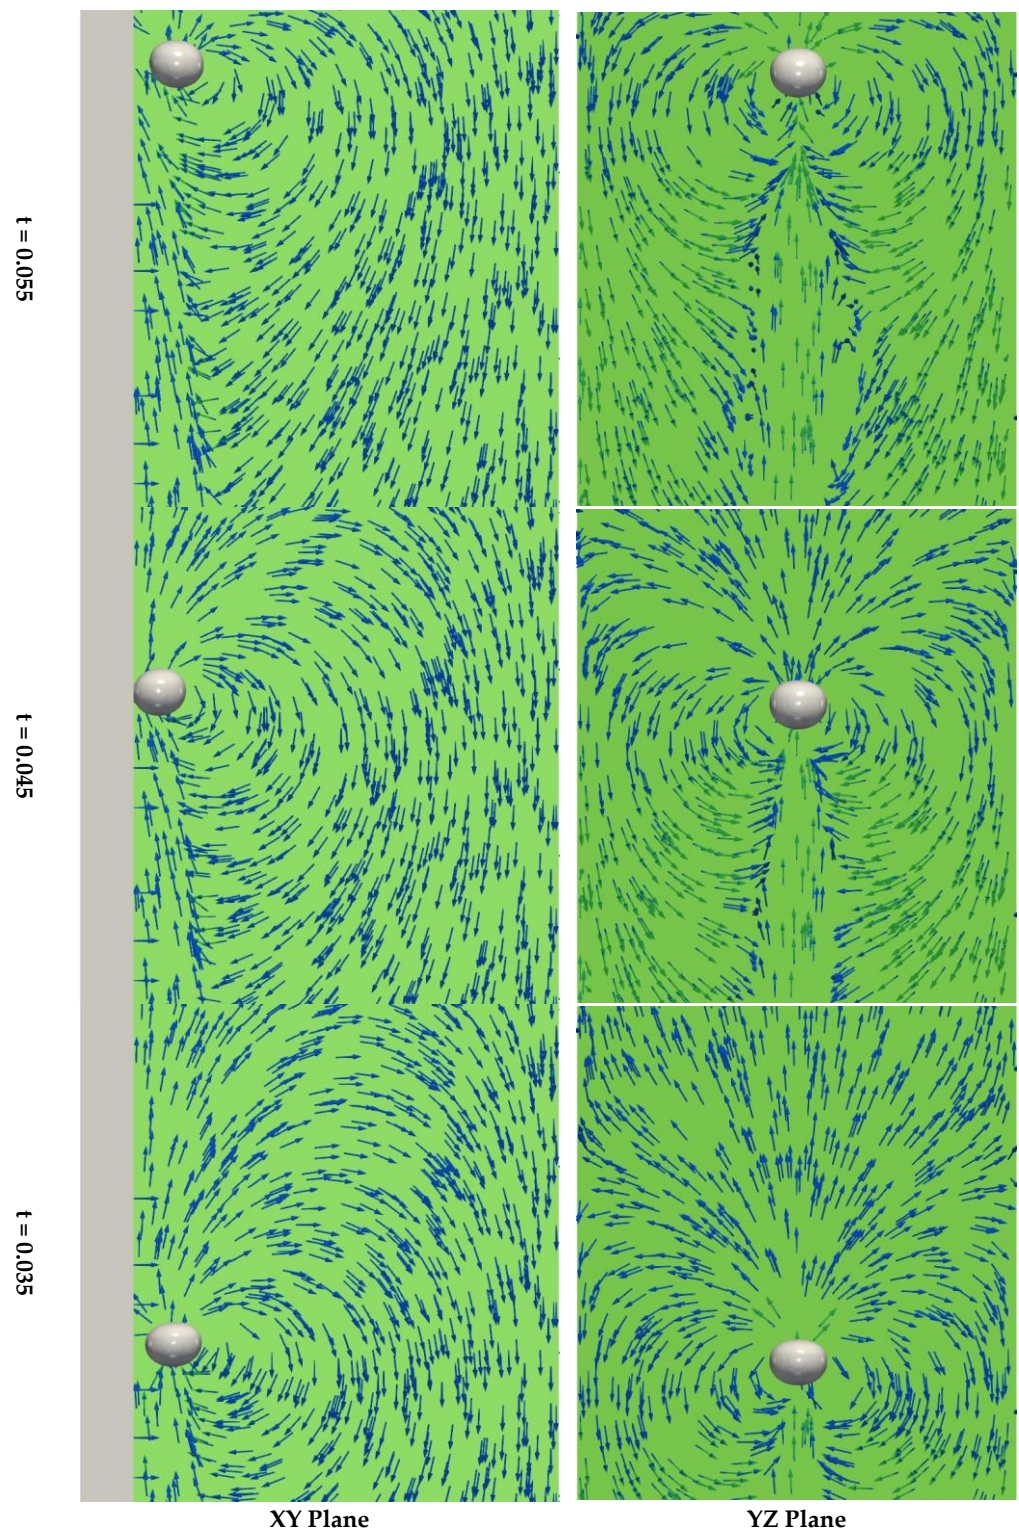 t = 0.055
t = 0.045
t = 0.035
XY Plane
YZ Plane